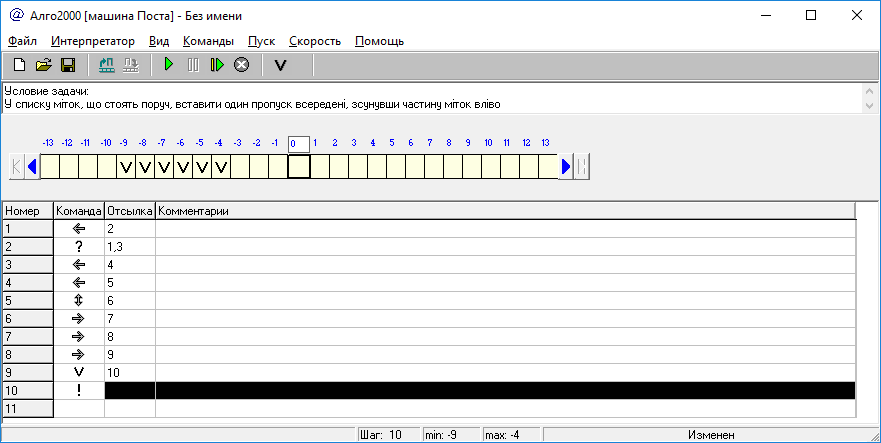 Алго2000 [машина Поста] - Без имени
Файл Интерпретатор Вид Команды Пуск Скорость Помощь
Условие задачи:
У списку міток, що стоять поруч, вставити один пропуск всередені, зсунувши частину міток вліво
-13 -12 -11 -10 -9 -8 -7 -6 -5 -4 -3 -2 -1 0 1 2 3 4 5 6 7 8 9 10 11 12 13
V V V V V V
Номер Команда Отсылка Комментарии
1 ← 2
2 ? 1,3
3 ← 4
4 ← 5
5 ↕ 6
6 → 7
7 → 8
8 → 9
9 V 10
10 !
11
Шаг: 10 min: -9 max: -4 Изменен